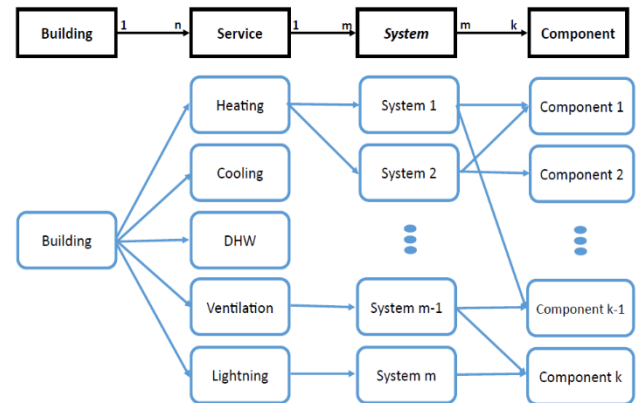 Building 1 n Service 1 m System m k Component
Heating System 1 Component 1
Cooling System 2 Component 2
Building DHW
Ventilation System m-1 Component k-1
Lightning System m Component k